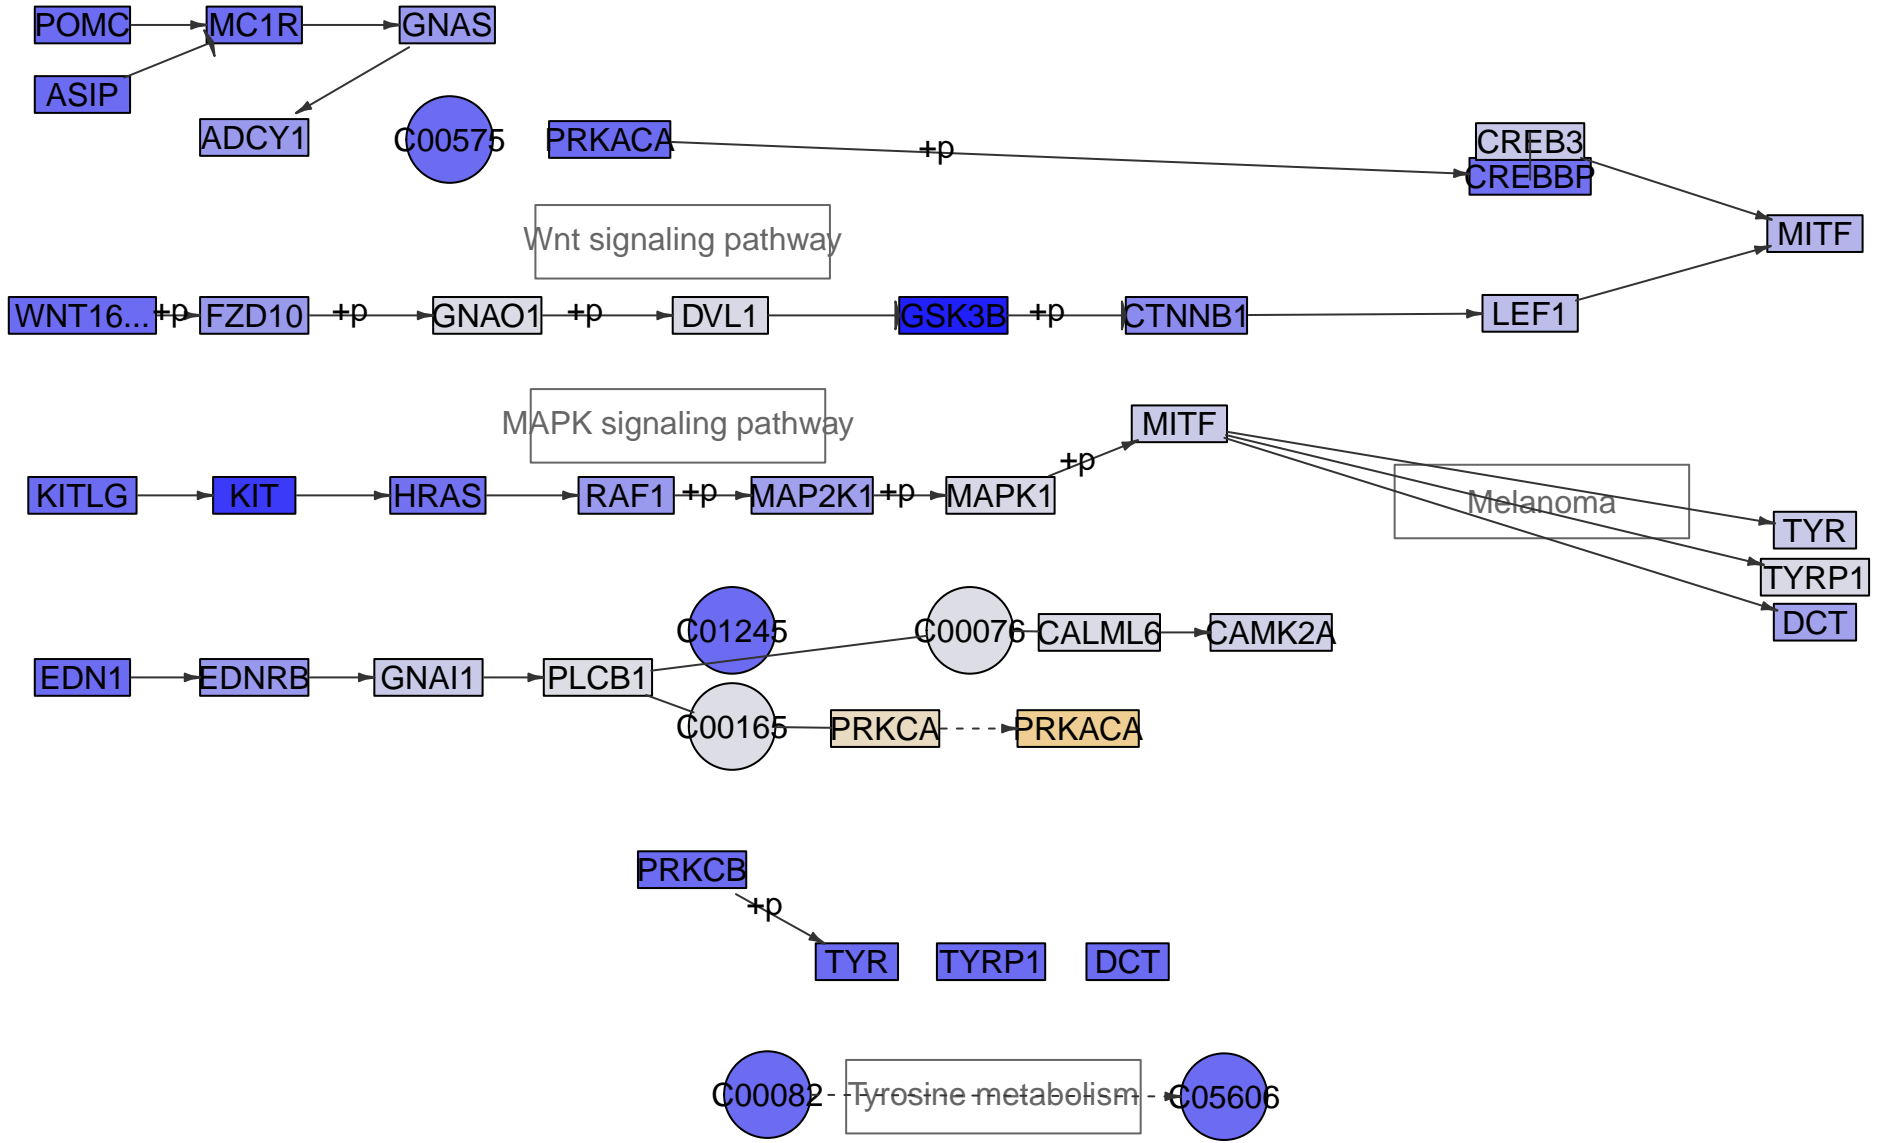 POMC MC1R GNAS
ASIP
ADCY1 C00575 PRKACA +p CREB3
CREBBP
Wnt signaling pathway MITF
WNT16... +p FZD10 +p GNAO1 +p DVL1 GSK3B +p CTNNB1 LEF1
MAPK signaling pathway MITF
+p
KITLG KIT HRAS RAF1 +p MAP2K1 +p MAPK1 Melanoma
TYR
TYRP1
C01245 C00076 CALML6 CAMK2A DCT
EDN1 EDNRB GNAI1 PLCB1
C00165 PRKCA PRKACA
PRKCB
+p
TYR TYRP1 DCT
C00082 Tyrosine metabolism C05606